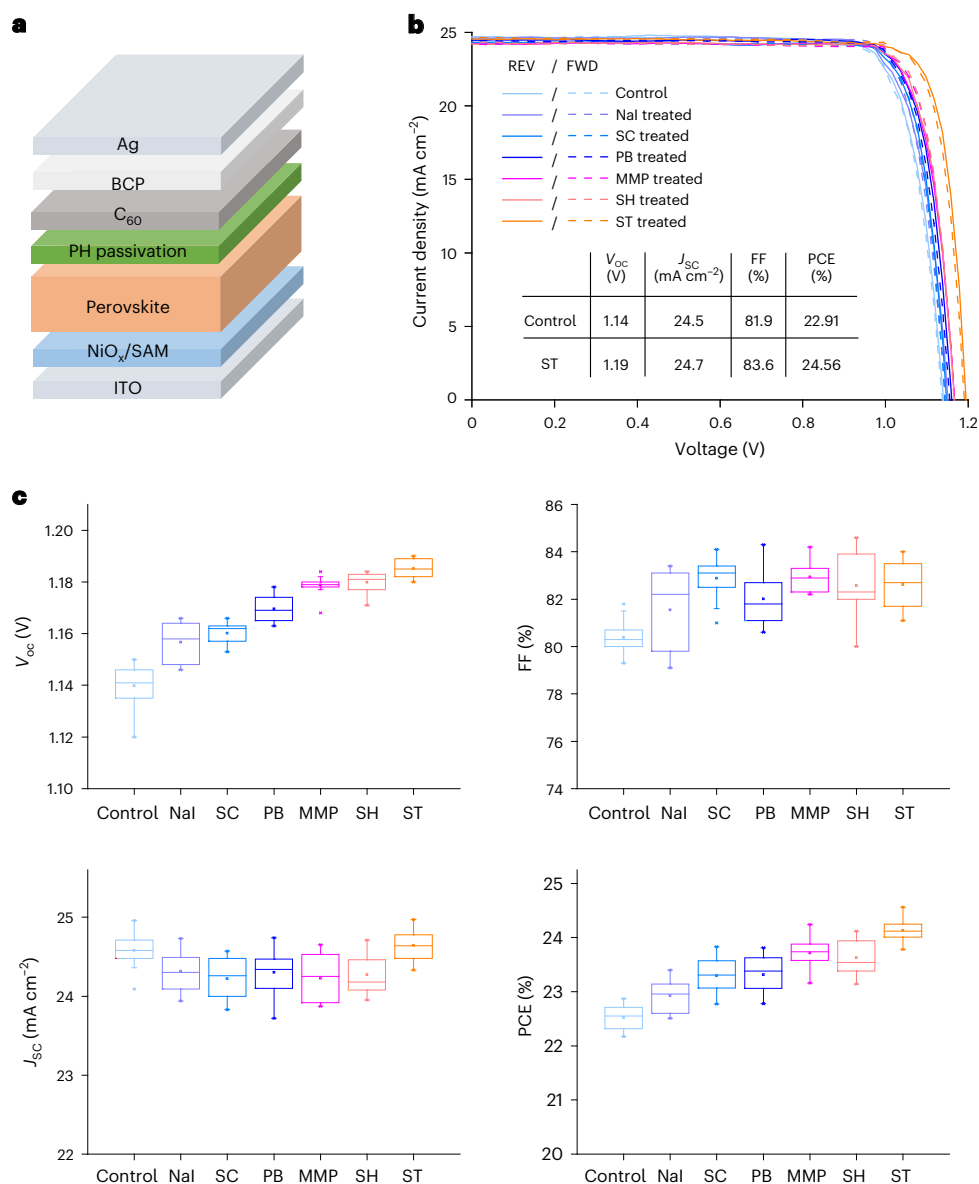 a
Ag
BCP
C₆₀
PH passivation
Perovskite
NiOₓ/SAM
ITO
b
25
20
15
10
5
0
Current density (mA cm⁻²)
0 0.2 0.4 0.6 0.8 1.0 1.2
Voltage (V)
REV / FWD
/ Control
/ NaI treated
/ SC treated
/ PB treated
/ MMP treated
/ SH treated
/ ST treated
V_OC (V) J_SC (mA cm⁻²) FF (%) PCE (%)
Control 1.14 24.5 81.9 22.91
ST 1.19 24.7 83.6 24.56
c
1.20
1.18
1.16
1.14
1.12
1.10
V_oc (V)
Control NaI SC PB MMP SH ST
86
84
82
80
78
76
74
FF (%)
Control NaI SC PB MMP SH ST
25
24
23
22
J_SC (mA cm⁻²)
Control NaI SC PB MMP SH ST
25
24
23
22
21
20
PCE (%)
Control NaI SC PB MMP SH ST